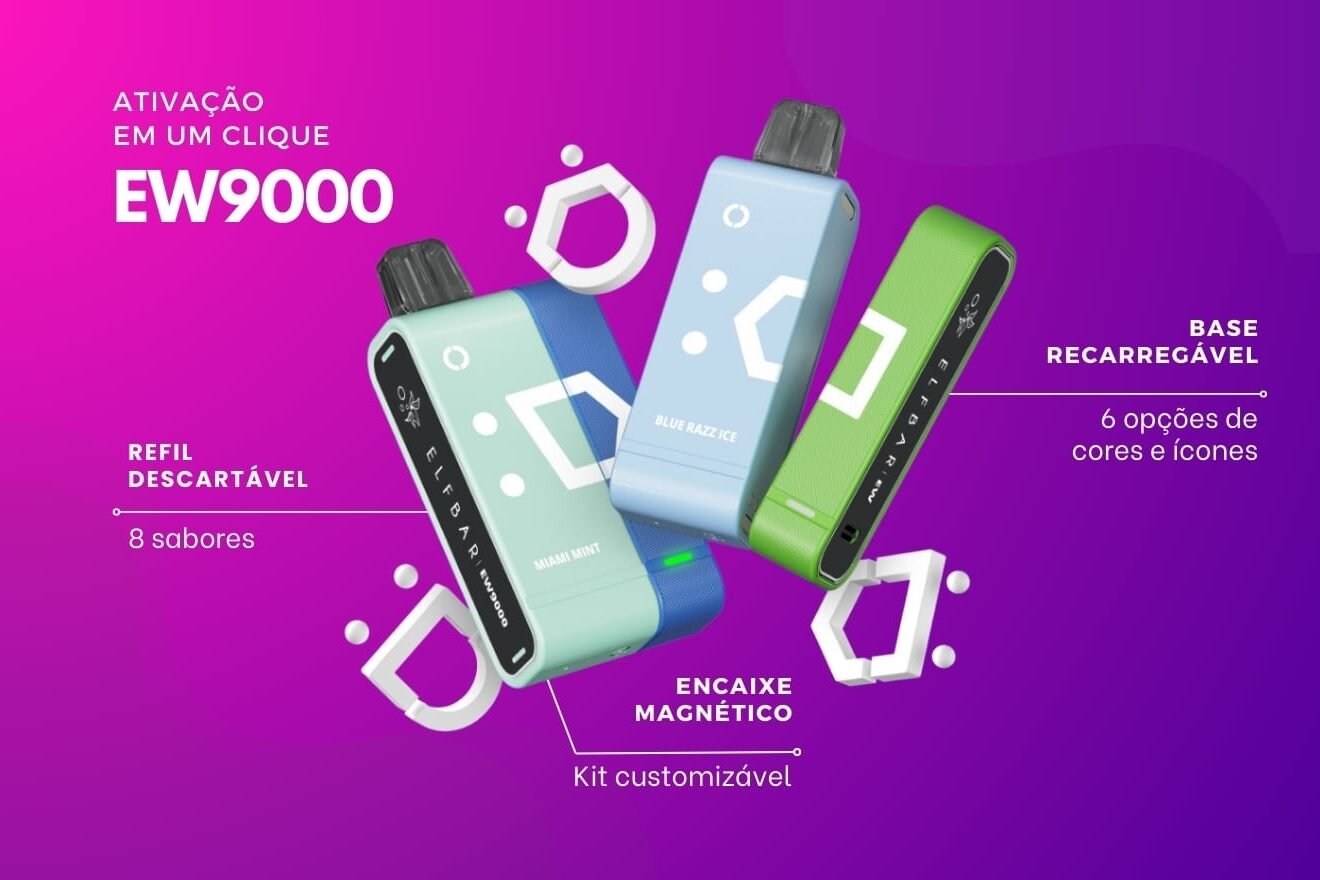 ATIVAÇÃO
EM UM CLIQUE
EW9000
BLUE RAZZ ICE
ELFBAR | EW
BASE
RECARREGÁVEL
6 opções de
cores e ícones
REFIL
DESCARTÁVEL
8 sabores
MIAMI MINT
ELFBAR | EW9000
ENCAIXE
MAGNÉTICO
Kit customizável